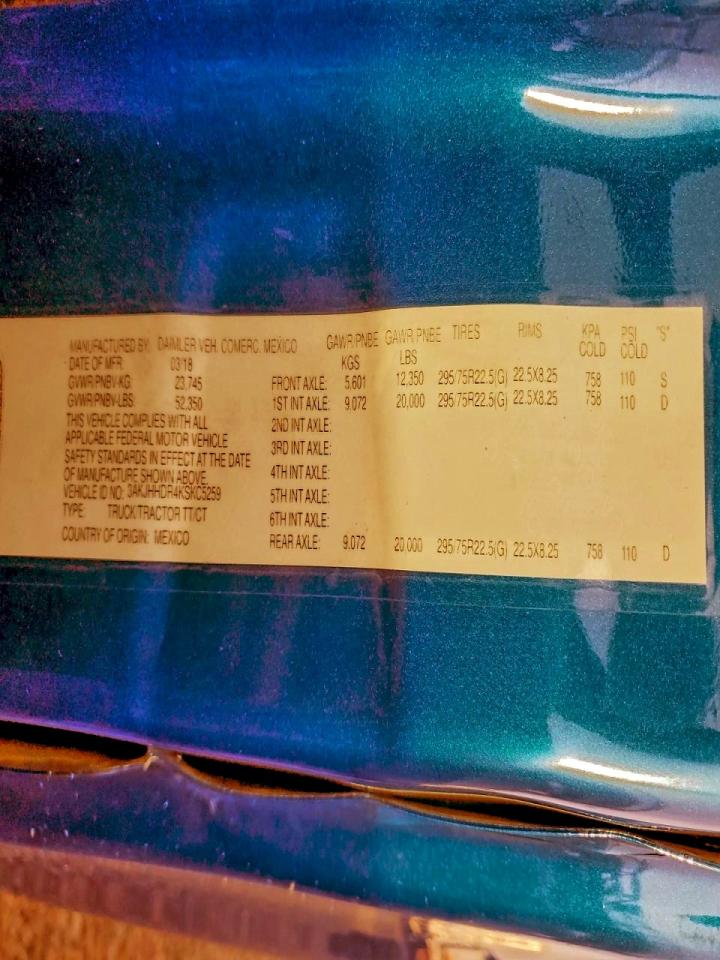 MANUFACTURED BY: DAIMLER VEH. COMERC. MEXICO GAWR/PNBE GAWR/PNBE TIRES RIMS KPA PSI "S"
DATE OF MFR 03/18 KGS LBS COLD COLD
GVWR/PNBV-KG: 23,745 FRONT AXLE: 5,601 12,350 295/75R22.5(G) 22.5X8.25 758 110 S
GVWR/PNBV-LBS: 52,350 1ST INT AXLE: 9,072 20,000 295/75R22.5(G) 22.5X8.25 758 110 D
THIS VEHICLE COMPLIES WITH ALL 2ND INT AXLE:
APPLICABLE FEDERAL MOTOR VEHICLE 3RD INT AXLE:
SAFETY STANDARDS IN EFFECT AT THE DATE
OF MANUFACTURE SHOWN ABOVE. 4TH INT AXLE:
VEHICLE ID NO: 3AKJHHDR4KSKC5259 5TH INT AXLE:
TYPE: TRUCK/TRACTOR TT/CT 6TH INT AXLE:
COUNTRY OF ORIGIN: MEXICO REAR AXLE: 9,072 20,000 295/75R22.5(G) 22.5X8.25 758 110 D